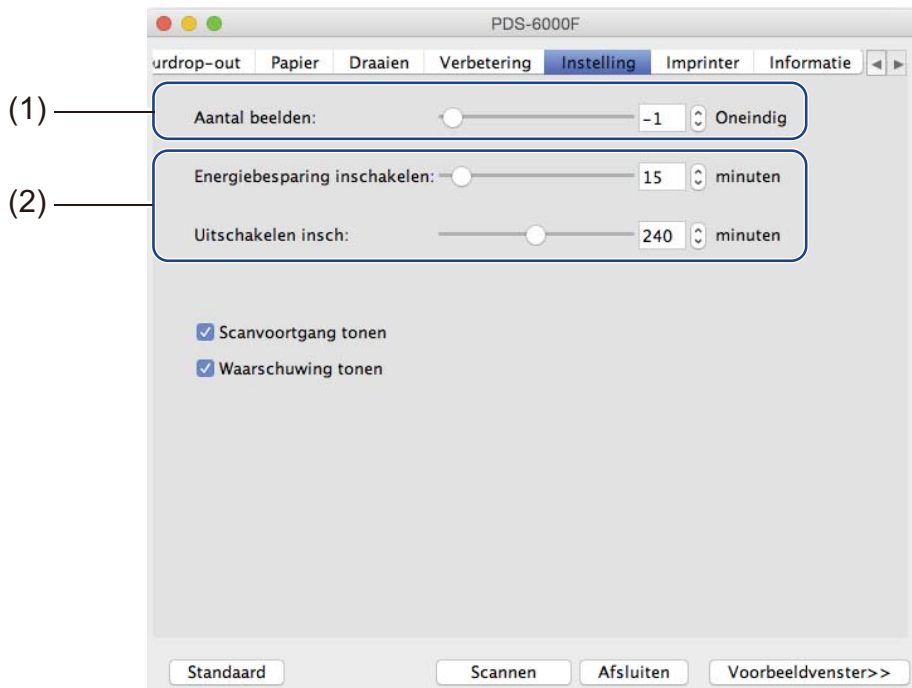 PDS-6000F
urdrop-out Papier Draaien Verbetering Instelling Imprinter Informatie
(1) Aantal beelden: -1 Oneindig
(2) Energiebesparing inschakelen: 15 minuten
Uitschakelen insch: 240 minuten
Scanvoortgang tonen
Waarschuwing tonen
Standaard Scannen Afsluiten Voorbeeldvenster>>